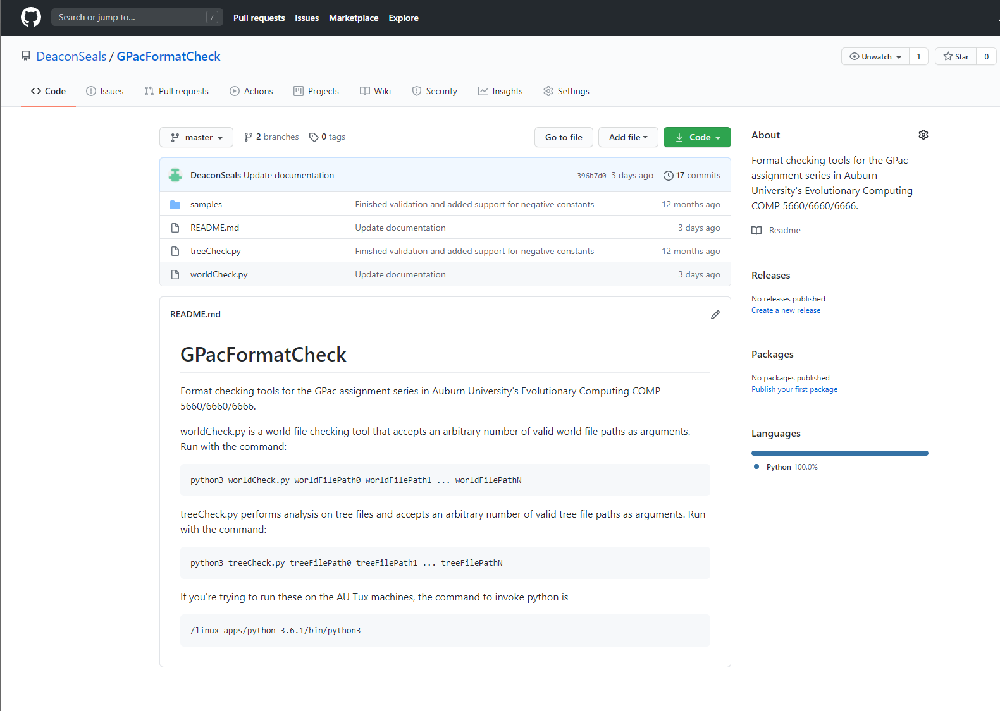 Search or jump to... /
Pull requests Issues Marketplace Explore
DeaconSeals / GPacFormatCheck
Unwatch 1 Star 0
Code Issues Pull requests Actions Projects Wiki Security Insights Settings
master 2 branches 0 tags
Go to file Add file Code
DeaconSeals Update documentation 396b7d0 3 days ago 17 commits
samples Finished validation and added support for negative constants 12 months ago
README.md Update documentation 3 days ago
treeCheck.py Finished validation and added support for negative constants 12 months ago
worldCheck.py Update documentation 3 days ago
README.md
GPacFormatCheck
Format checking tools for the GPac assignment series in Auburn University's Evolutionary Computing COMP
5660/6660/6666.
worldCheck.py is a world file checking tool that accepts an arbitrary number of valid world file paths as arguments.
Run with the command:
python3 worldCheck.py worldFilePath0 worldFilePath1 ... worldFilePathN
treeCheck.py performs analysis on tree files and accepts an arbitrary number of valid tree file paths as arguments. Run
with the command:
python3 treeCheck.py treeFilePath0 treeFilePath1 ... treeFilePathN
If you're trying to run these on the AU Tux machines, the command to invoke python is
/linux_apps/python-3.6.1/bin/python3
About
Format checking tools for the GPac
assignment series in Auburn
University's Evolutionary Computing
COMP 5660/6660/6666.
Readme
Releases
No releases published
Create a new release
Packages
No packages published
Publish your first package
Languages
Python 100.0%